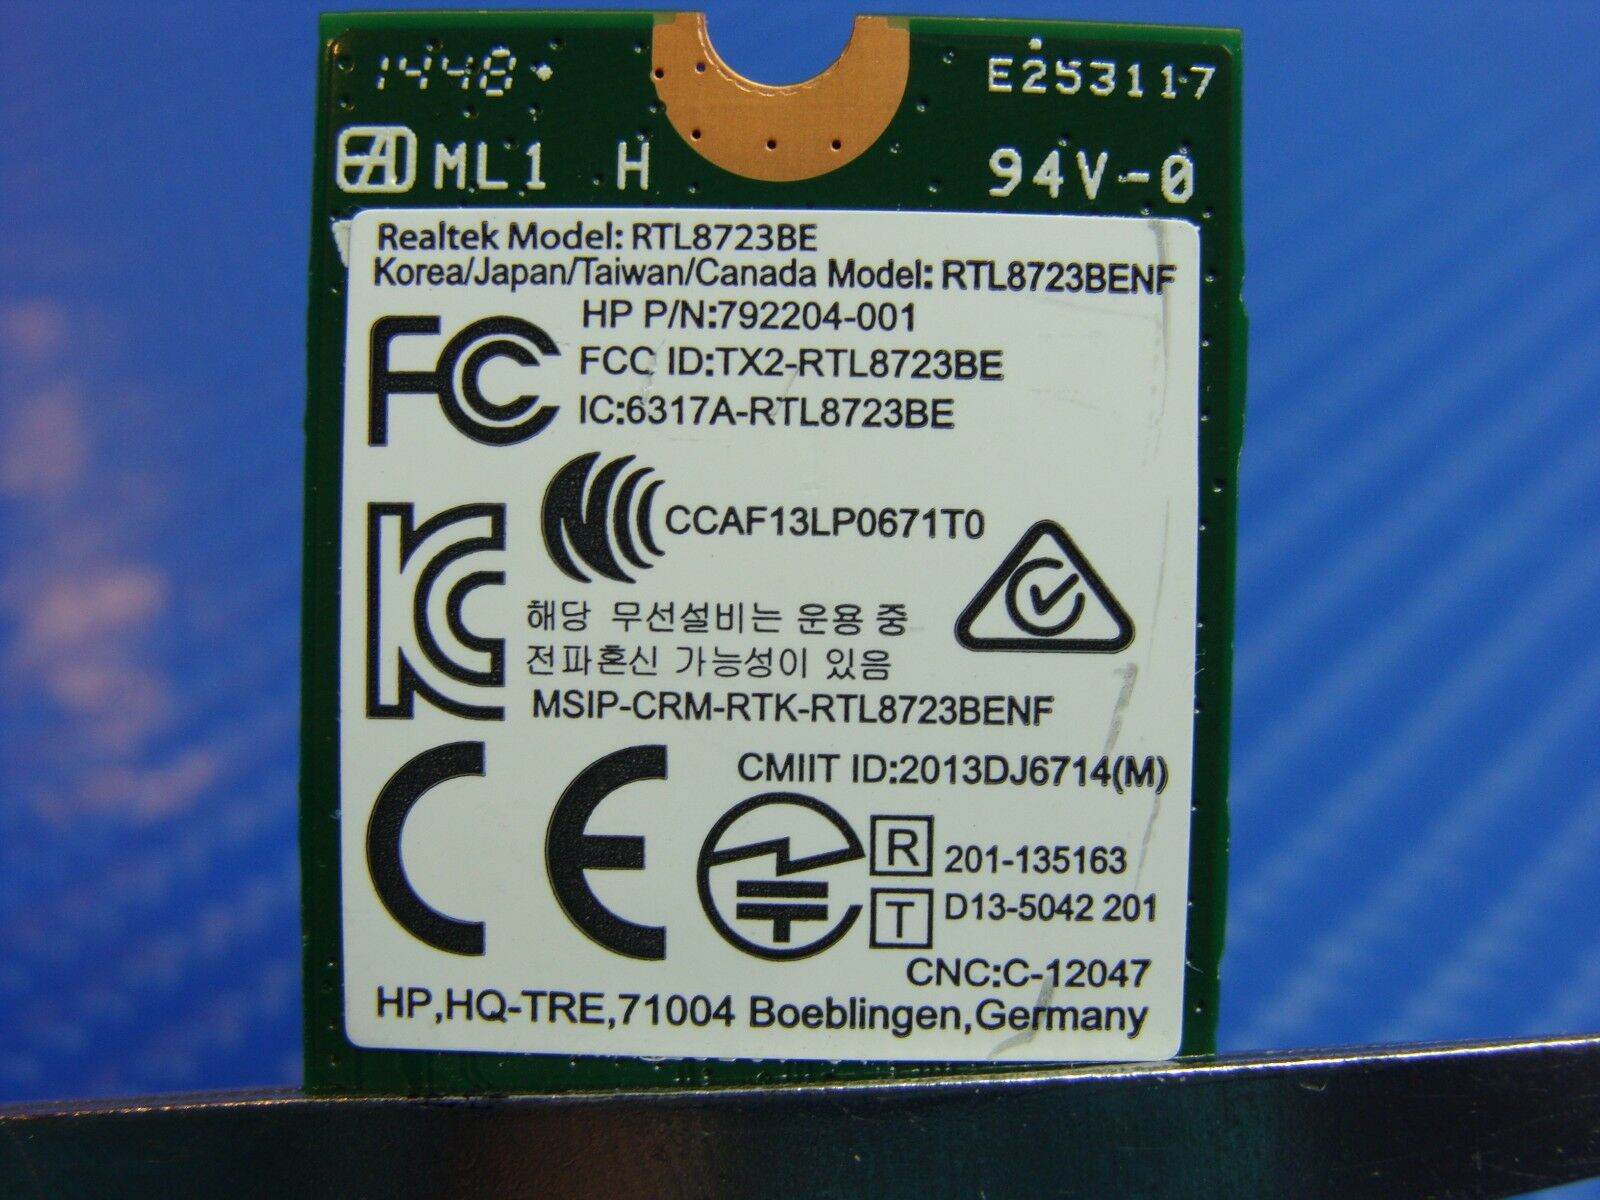 1448
E253117
ML1 H
94V-0
Realtek Model: RTL8723BE
Korea/Japan/Taiwan/Canada Model: RTL8723BENF
HP P/N:792204-001
FC
FCC ID:TX2-RTL8723BE
IC:6317A-RTL8723BE
CCAF13LP0671T0
KC
해당 무선설비는 운용 중
전파혼신 가능성이 있음
MSIP-CRM-RTK-RTL8723BENF
CE
CMIIT ID:2013DJ6714(M)
R 201-135163
T D13-5042 201
CNC:C-12047
HP,HQ-TRE,71004 Boeblingen,Germany